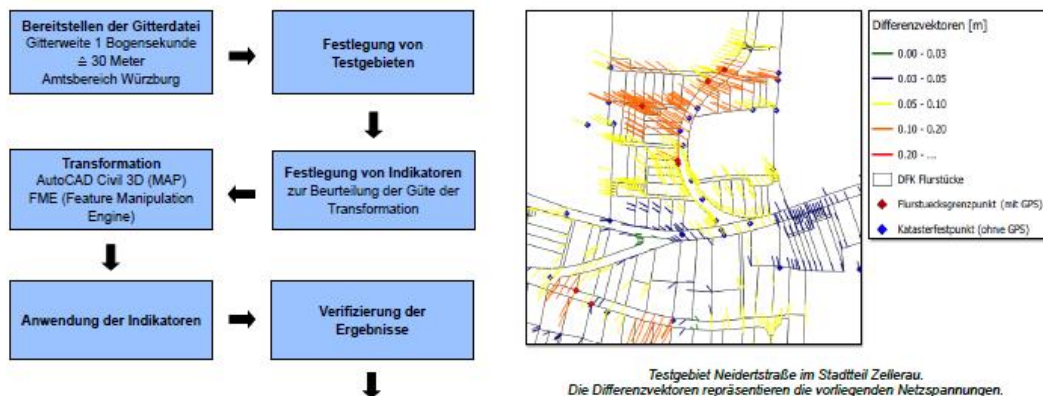 Bereitstellen der Gitterdatei
Gitterweite 1 Bogensekunde
≙ 30 Meter
Amtsbereich Würzburg
Festlegung von
Testgebieten
Transformation
AutoCAD Civil 3D (MAP)
FME (Feature Manipulation
Engine)
Festlegung von Indikatoren
zur Beurteilung der Güte der
Transformation
Anwendung der Indikatoren
Verifizierung der
Ergebnisse
Differenzvektoren [m]
0.00 - 0.03
0.03 - 0.05
0.05 - 0.10
0.10 - 0.20
0.20 - ...
DFK Flurstücke
Flurstuecksgrenzpunkt (mit GPS)
Katasterfestpunkt (ohne GPS)
Testgebiet Neidertstraße im Stadtteil Zellerau.
Die Differenzvektoren repräsentieren die vorliegenden Netzspannungen.